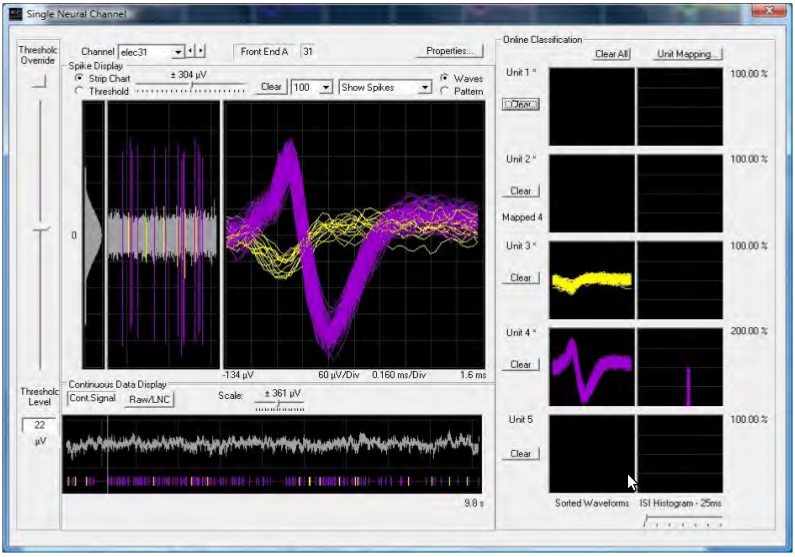 Single Neural Channel
Threshold Override
Channel elec31 Front End A 31 Properties...
Spike Display
Strip Chart
Threshold
± 304 µV
Clear 100 Show Spikes
Waves
Pattern
0
-134 µV 60 µV/Div 0.160 ms/Div 1.6 ms
Threshold Level
22
µV
Continuous Data Display
Cont.Signal Raw/LNC Scale: ± 361 µV
9.8 s
Online Classification
Clear All Unit Mapping...
Unit 1 * 100.00 %
Clear
Unit 2 * 100.00 %
Clear
Mapped 4
Unit 3 * 100.00 %
Clear
Unit 4 * 200.00 %
Clear
Unit 5 100.00 %
Clear
Sorted Waveforms ISI Histogram - 25ms